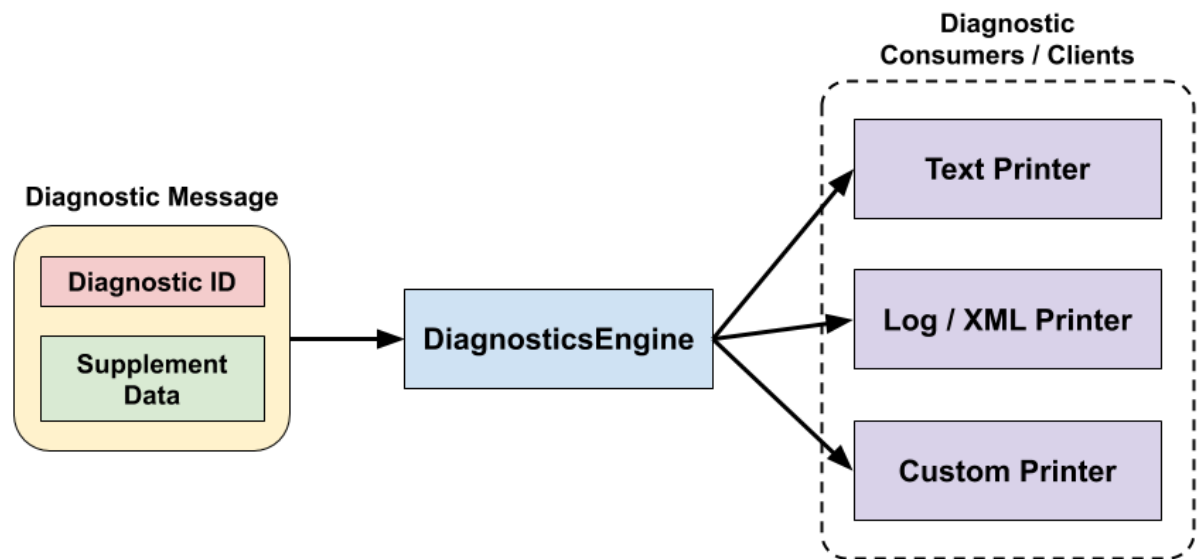 Diagnostic Message
Diagnostic ID
Supplement
Data
DiagnosticsEngine
Diagnostic
Consumers / Clients
Text Printer
Log / XML Printer
Custom Printer